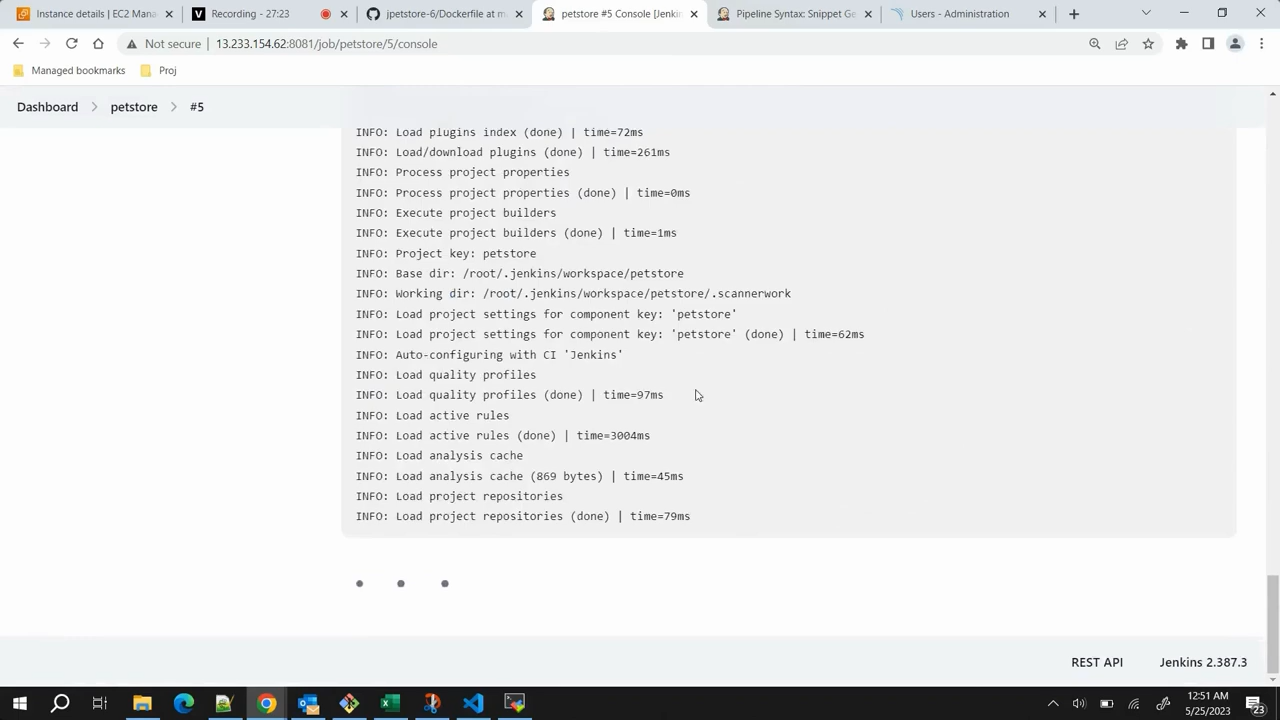 Instance details | EC2 Mana
Recording - 27:23
jpetstore-6/Dockerfile at m
petstore #5 Console [Jenkin
Pipeline Syntax: Snippet Ge
Users - Administration
Not secure | 13.233.154.62:8081/job/petstore/5/console
Managed bookmarks
Proj
Dashboard > petstore > #5
INFO: Load plugins index (done) | time=72ms
INFO: Load/download plugins (done) | time=261ms
INFO: Process project properties
INFO: Process project properties (done) | time=0ms
INFO: Execute project builders
INFO: Execute project builders (done) | time=1ms
INFO: Project key: petstore
INFO: Base dir: /root/.jenkins/workspace/petstore
INFO: Working dir: /root/.jenkins/workspace/petstore/.scannerwork
INFO: Load project settings for component key: 'petstore'
INFO: Load project settings for component key: 'petstore' (done) | time=62ms
INFO: Auto-configuring with CI 'Jenkins'
INFO: Load quality profiles
INFO: Load quality profiles (done) | time=97ms
INFO: Load active rules
INFO: Load active rules (done) | time=3004ms
INFO: Load analysis cache
INFO: Load analysis cache (869 bytes) | time=45ms
INFO: Load project repositories
INFO: Load project repositories (done) | time=79ms
REST API
Jenkins 2.387.3
12:51 AM
5/25/2023
23